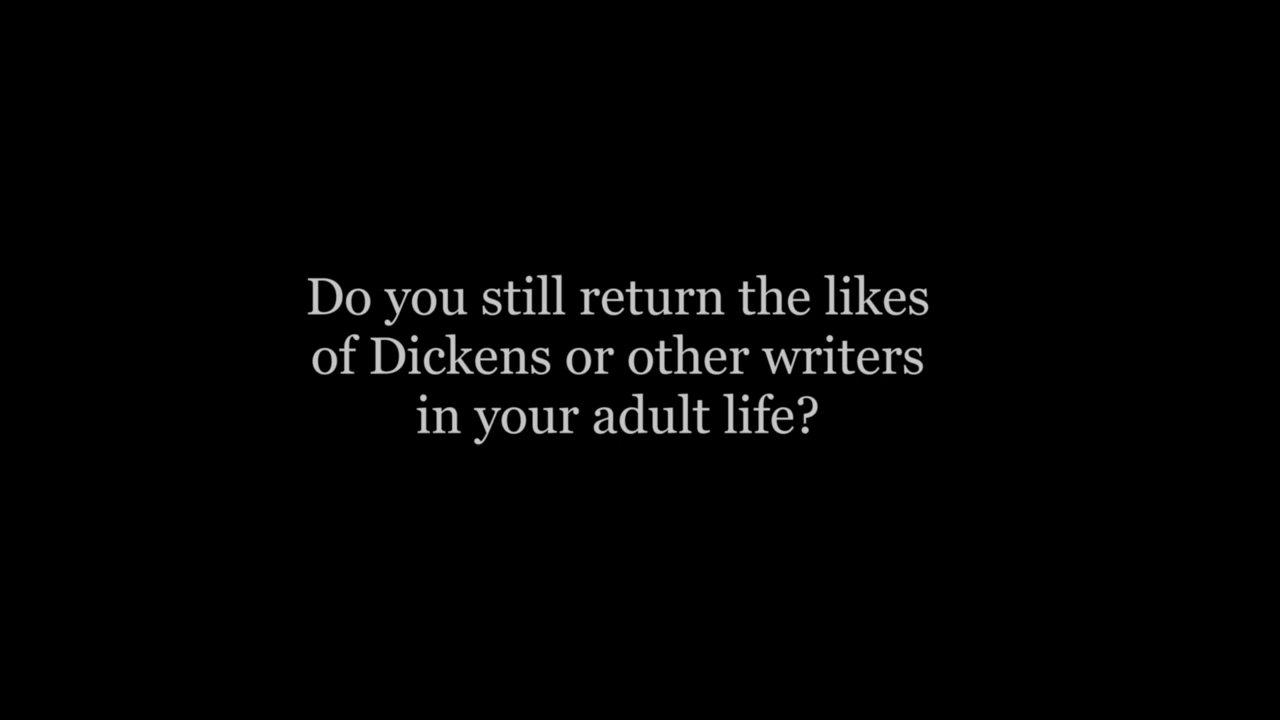 Do you still return the likes
of Dickens or other writers
in your adult life?